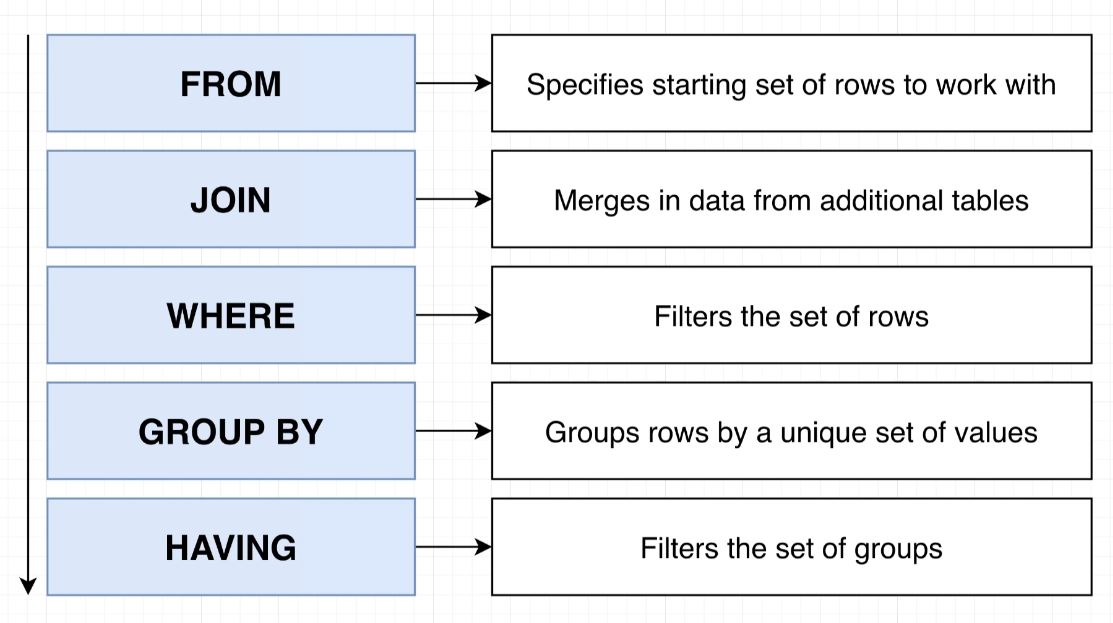 FROM
Specifies starting set of rows to work with
JOIN
Merges in data from additional tables
WHERE
Filters the set of rows
GROUP BY
Groups rows by a unique set of values
HAVING
Filters the set of groups